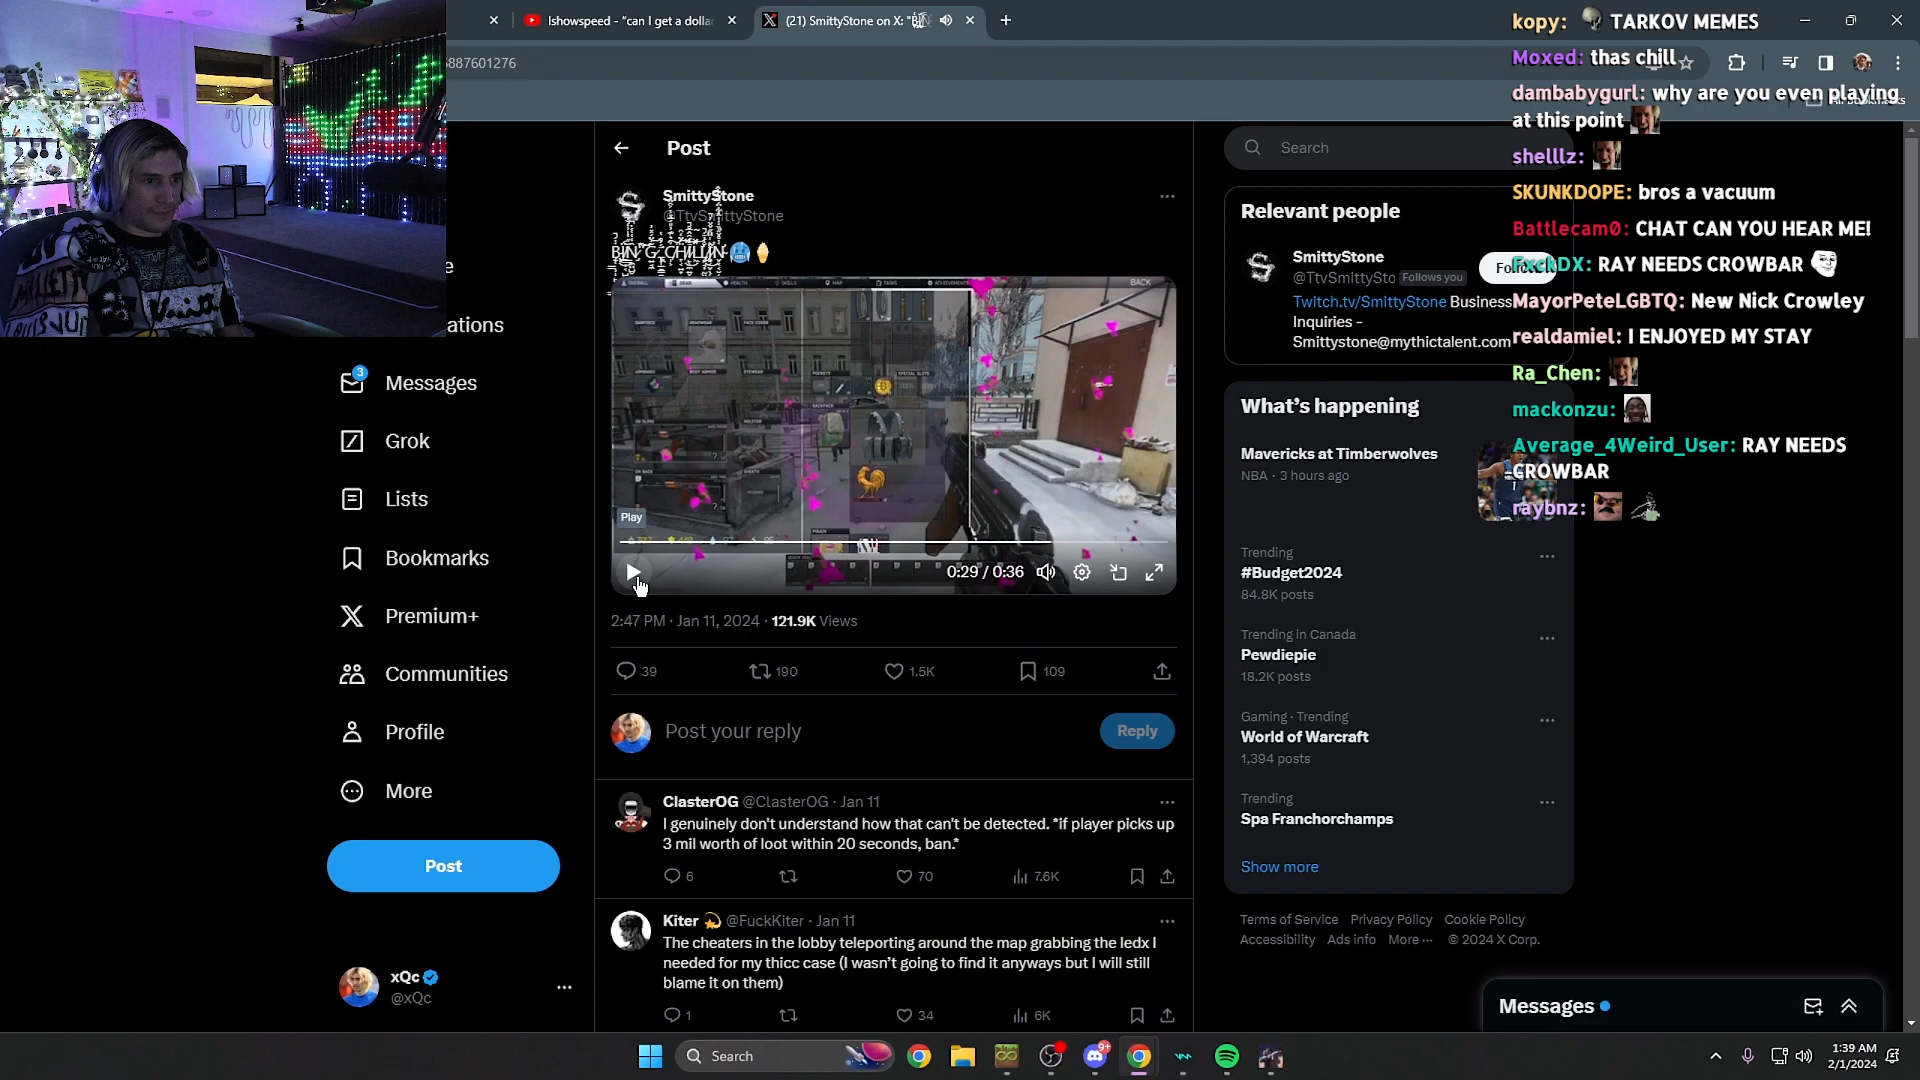 Ishowspeed - "can I get a dolla
(21) SmittyStone on X: "B
887601276
Post
SmittyStone
@TtvSmittyStone
BING CHILLIN
BACK
Play
0:29 / 0:36
2:47 PM · Jan 11, 2024 · 121.9K Views
39
190
1.5K
109
Post your reply
Reply
ClasterOG @ClasterOG · Jan 11
I genuinely don't understand how that can't be detected. *if player picks up
3 mil worth of loot within 20 seconds, ban.*
6
70
7.6K
Kiter @FuckKiter · Jan 11
The cheaters in the lobby teleporting around the map grabbing the ledx I
needed for my thicc case (I wasn't going to find it anyways but I will still
blame it on them)
1
34
6K
e
ations
3
Messages
Grok
Lists
Bookmarks
Premium+
Communities
Profile
More
Post
xQc
@xQc
Search
Relevant people
SmittyStone
@TtvSmittySto Follows you
Twitch.tv/SmittyStone Business
Inquiries -
Smittystone@mythictalent.com
What's happening
Mavericks at Timberwolves
NBA · 3 hours ago
Trending
#Budget2024
84.8K posts
Trending in Canada
Pewdiepie
18.2K posts
Gaming · Trending
World of Warcraft
1,394 posts
Trending
Spa Franchorchamps
Show more
Terms of Service Privacy Policy Cookie Policy
Accessibility Ads info More ··· © 2024 X Corp.
Messages
kopy: TARKOV MEMES
Moxed: thas chill
dambabygurl: why are you even playing
at this point
shelllz:
SKUNKDOPE: bros a vacuum
Battlecam0: CHAT CAN YOU HEAR ME!
FxckDX: RAY NEEDS CROWBAR
MayorPeteLGBTQ: New Nick Crowley
realdamiel: I ENJOYED MY STAY
Ra_Chen:
mackonzu:
Average_4Weird_User: RAY NEEDS
CROWBAR
raybnz:
Search
9+
1:39 AM
2/1/2024